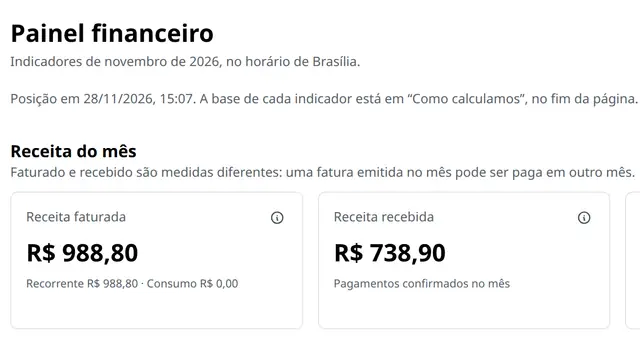 Painel financeiro
Indicadores de novembro de 2026, no horário de Brasília.
Posição em 28/11/2026, 15:07. A base de cada indicador está em “Como calculamos”, no fim da página.
Receita do mês
Faturado e recebido são medidas diferentes: uma fatura emitida no mês pode ser paga em outro mês.
Receita faturada
R$ 988,80
Recorrente R$ 988,80 · Consumo R$ 0,00
Receita recebida
R$ 738,90
Pagamentos confirmados no mês